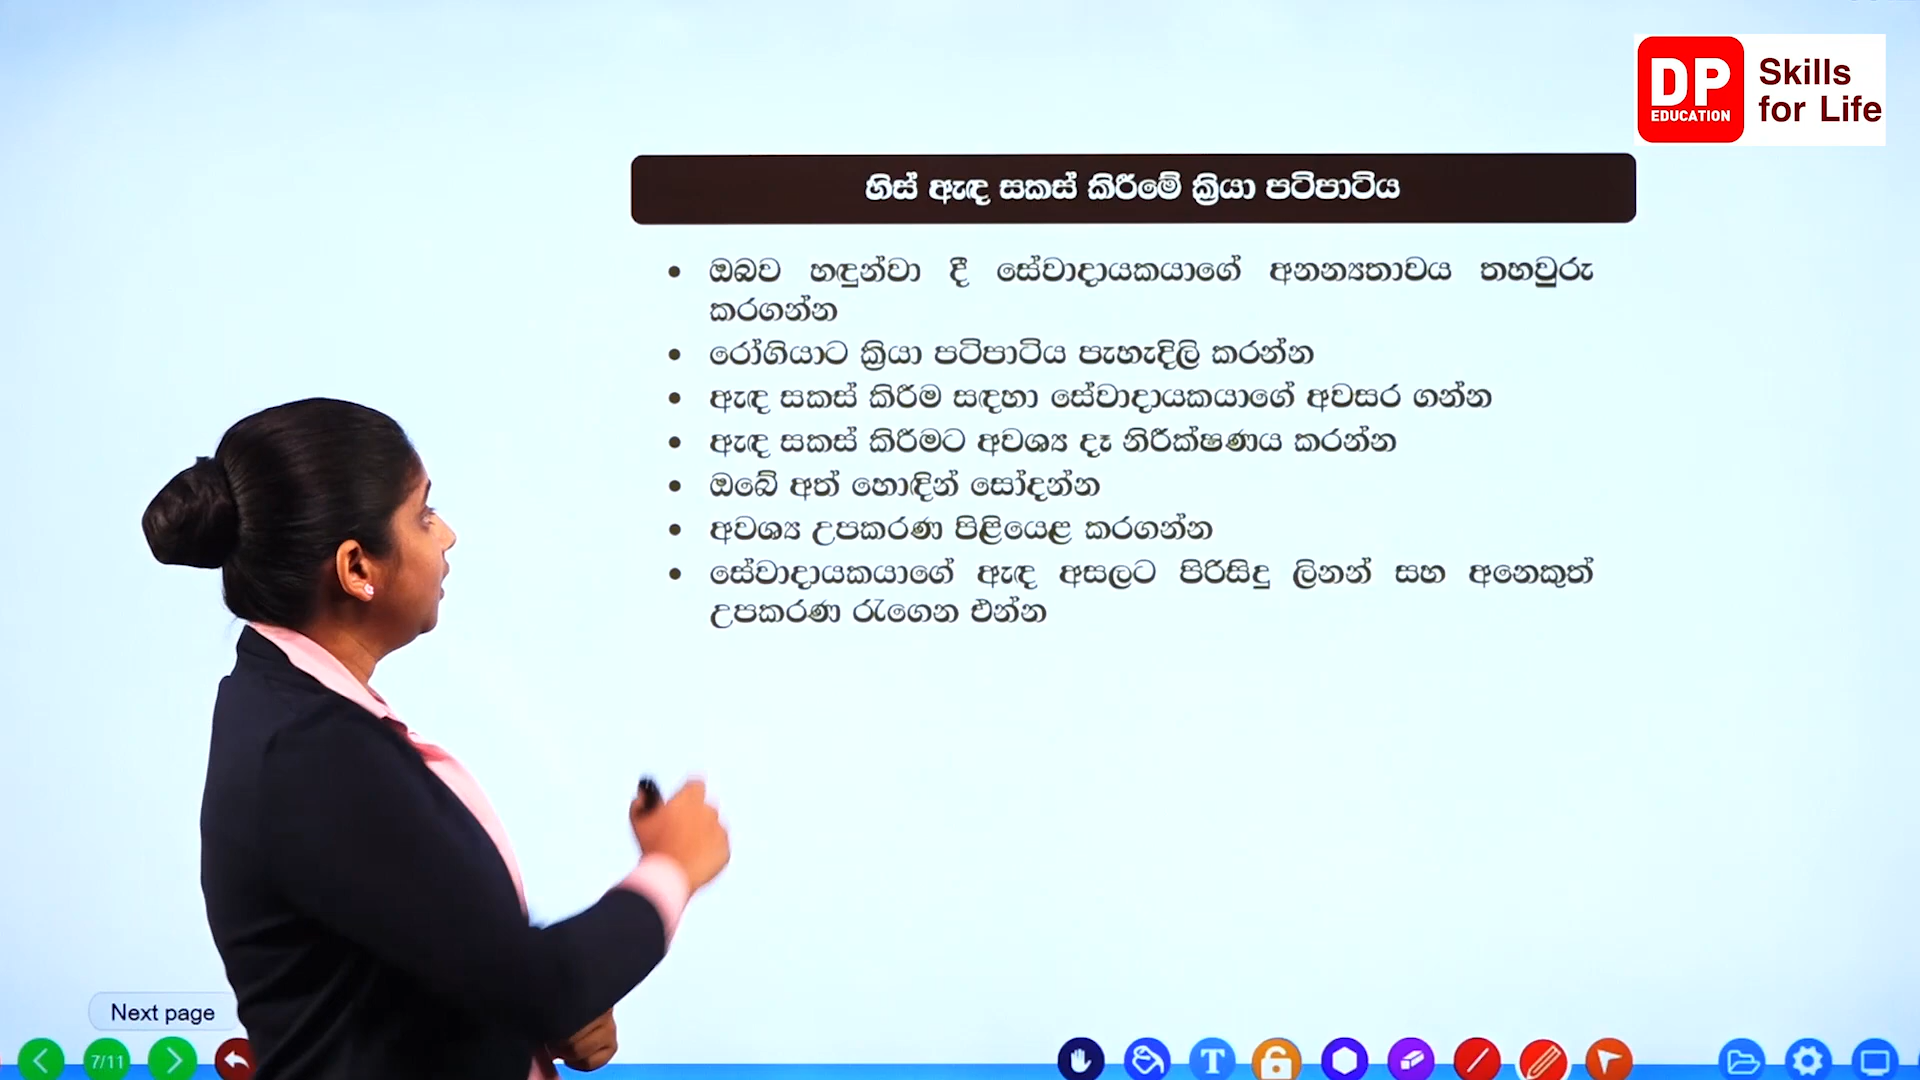 DP
EDUCATION
Skills
for Life
හිස් ඇඳ සකස් කිරීමේ ක්‍රියා පටිපාටිය
• ඔබව හඳුන්වා දී සේවාදායකයාගේ අනන්‍යතාවය තහවුරු
කරගන්න
• රෝගියාට ක්‍රියා පටිපාටිය පැහැදිලි කරන්න
• ඇඳ සකස් කිරීම සඳහා සේවාදායකයාගේ අවසර ගන්න
• ඇඳ සකස් කිරීමට අවශ්‍ය දෑ නිරීක්ෂණය කරන්න
• ඔබේ අත් හොඳින් සෝදන්න
• අවශ්‍ය උපකරණ පිළියෙළ කරගන්න
• සේවාදායකයාගේ ඇඳ අසලට පිරිසිදු ලිනන් සහ අනෙකුත්
උපකරණ රැගෙන එන්න
Next page
7/11
T